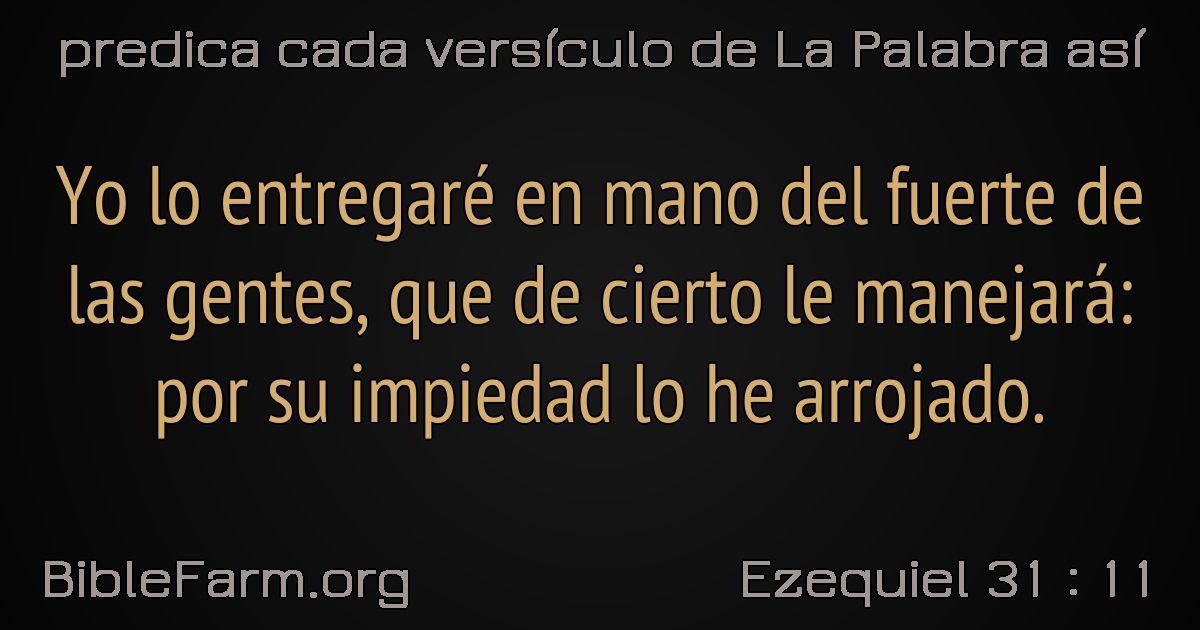 predica cada versículo de La Palabra así
Yo lo entregaré en mano del fuerte de
las gentes, que de cierto le manejará:
por su impiedad lo he arrojado.
BibleFarm.org
Ezequiel 31 : 11